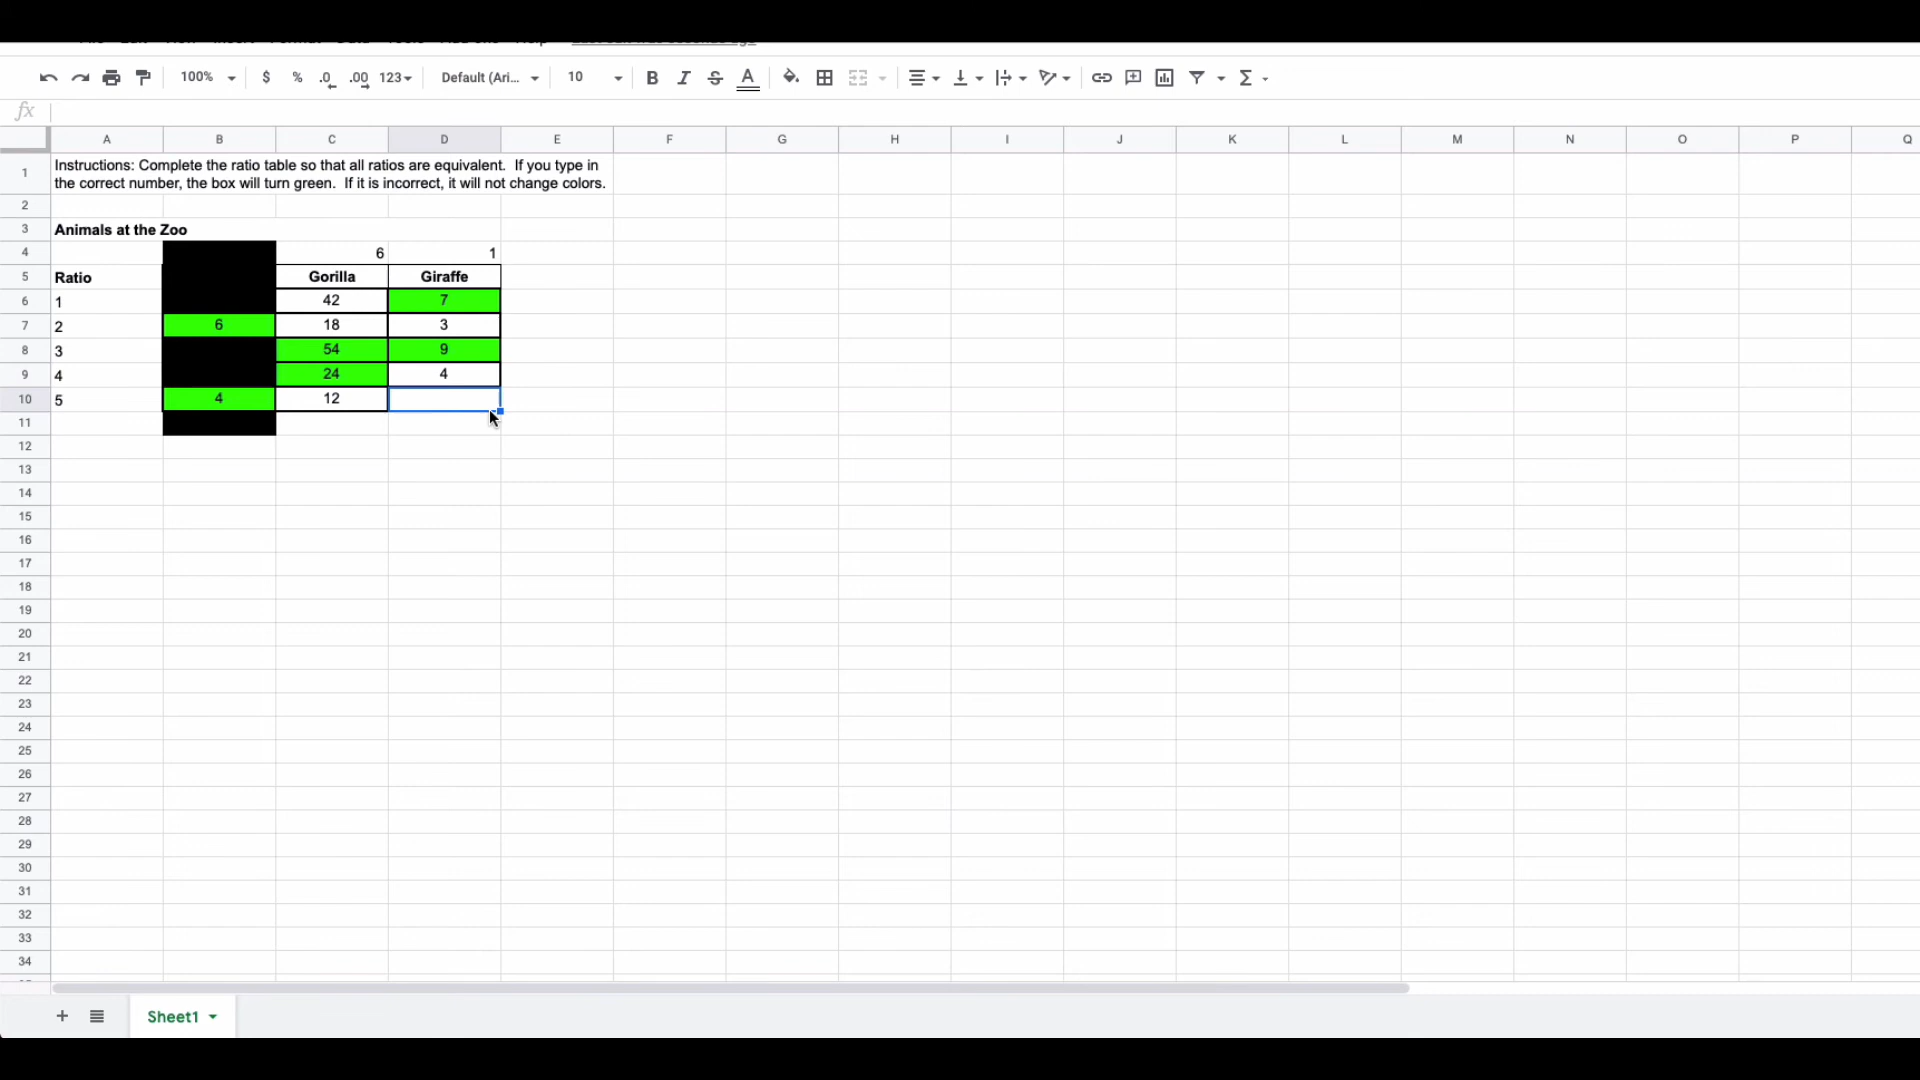 100% $ % .0 .00 123 Default (Ari... 10 B I S A Σ
fx
A B C D E F G H I J K L M N O P Q
1 Instructions: Complete the ratio table so that all ratios are equivalent. If you type in
the correct number, the box will turn green. If it is incorrect, it will not change colors.
2
3 Animals at the Zoo
4 6 1
5 Ratio Gorilla Giraffe
6 1 42 7
7 2 6 18 3
8 3 54 9
9 4 24 4
10 5 4 12
11
12
13
14
15
16
17
18
19
20
21
22
23
24
25
26
27
28
29
30
31
32
33
34
+ Sheet1